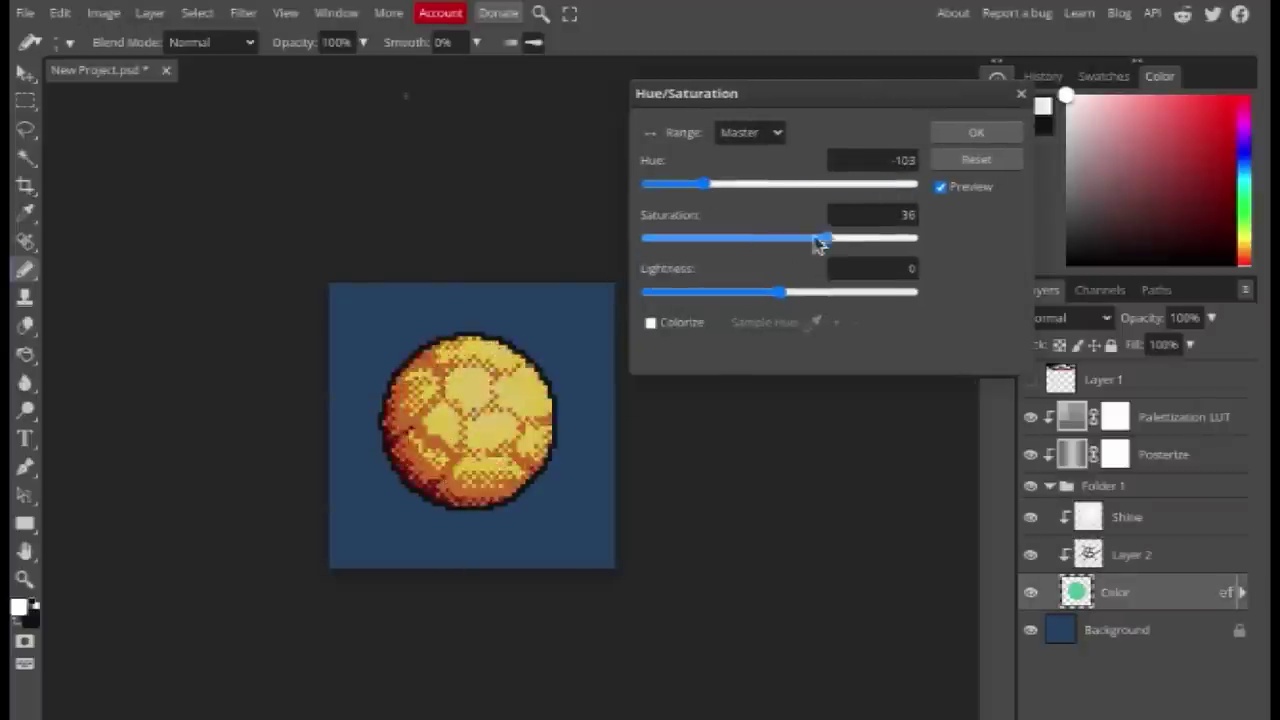 File Edit Image Layer Select Filter View Window More Account Donate About Report a bug Learn Blog API
Blend Mode: Normal Opacity: 100% Smooth: 0%
New Project.psd * History Swatches Color
Hue/Saturation
Range: Master OK
Hue: -103 Reset
Preview
Saturation: 36
Lightness: 0
Colorize Sample Hue
ayers Channels Paths
ormal Opacity: 100%
ck: Fill: 100%
Layer 1
Palettization LUT
Posterize
Folder 1
Shine
Layer 2
Color eff
Background